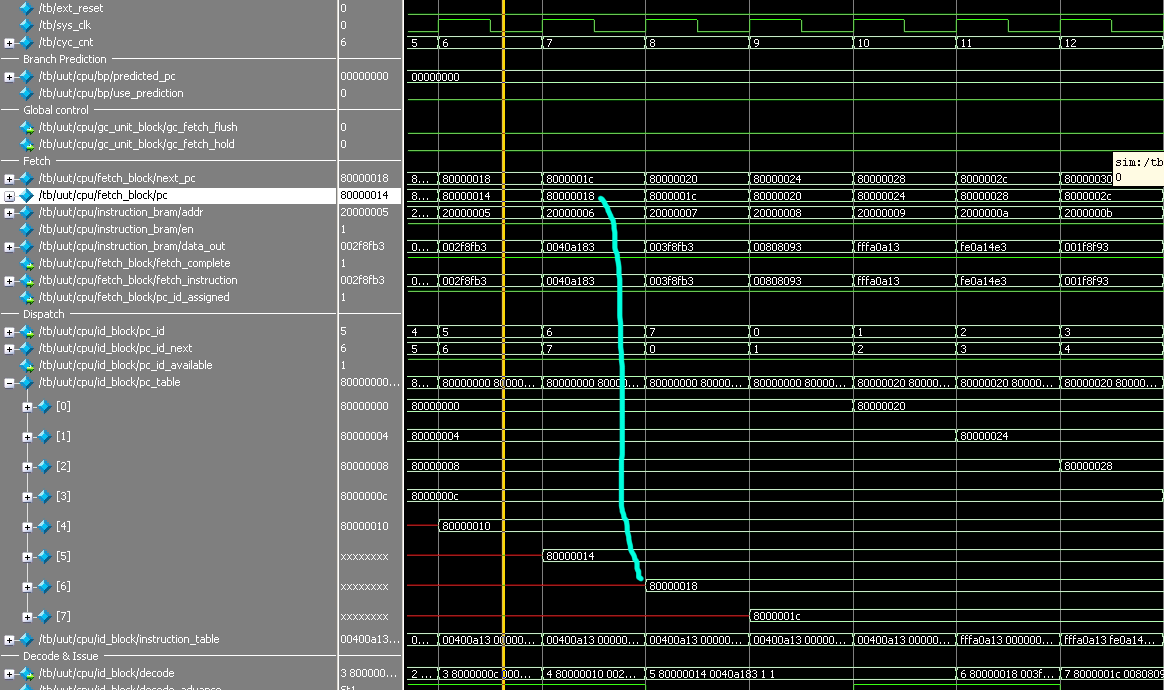 /tb/ext_reset 0
/tb/sys_clk 0
/tb/cyc_cnt 6 5 6 7 8 9 10 11 12
Branch Prediction
/tb/uut/cpu/bp/predicted_pc 00000000 00000000
/tb/uut/cpu/bp/use_prediction 0
Global control
/tb/uut/cpu/gc_unit_block/gc_fetch_flush 0
/tb/uut/cpu/gc_unit_block/gc_fetch_hold 0
Fetch sim:/tb
/tb/uut/cpu/fetch_block/next_pc 80000018 8... 80000018 8000001c 80000020 80000024 80000028 8000002c 80000030 0
/tb/uut/cpu/fetch_block/pc 80000014 8... 80000014 80000018 8000001c 80000020 80000024 80000028 8000002c
/tb/uut/cpu/instruction_bram/addr 20000005 2... 20000005 20000006 20000007 20000008 20000009 2000000a 2000000b
/tb/uut/cpu/instruction_bram/en 1
/tb/uut/cpu/instruction_bram/data_out 002f8fb3 0... 002f8fb3 0040a183 003f8fb3 00808093 fffa0a13 fe0a14e3 001f8f93
/tb/uut/cpu/fetch_block/fetch_complete 1
/tb/uut/cpu/fetch_block/fetch_instruction 002f8fb3 0... 002f8fb3 0040a183 003f8fb3 00808093 fffa0a13 fe0a14e3 001f8f93
/tb/uut/cpu/fetch_block/pc_id_assigned 1
Dispatch
/tb/uut/cpu/id_block/pc_id 5 4 5 6 7 0 1 2 3
/tb/uut/cpu/id_block/pc_id_next 6 5 6 7 0 1 2 3 4
/tb/uut/cpu/id_block/pc_id_available 1
/tb/uut/cpu/id_block/pc_table 80000000... 8... 80000000 8000... 80000000 8000... 80000000 8000... 80000000 8000... 80000020 8000... 80000020 8000... 80000020 8000...
[0] 80000000 80000000 80000020
[1] 80000004 80000004 80000024
[2] 80000008 80000008 80000028
[3] 8000000c 8000000c
[4] 80000010 80000010
[5] xxxxxxxx 80000014
[6] xxxxxxxx 80000018
[7] xxxxxxxx 8000001c
/tb/uut/cpu/id_block/instruction_table 00400a13... 0... 00400a13 00000... 00400a13 00000... 00400a13 00000... 00400a13 00000... 00400a13 00000... fffa0a13 000000... fffa0a13 fe0a14...
Decode & Issue
/tb/uut/cpu/id_block/decode 3 800000... 2 ... 3 8000000c 000... 4 80000010 002... 5 80000014 0040a183 1 1 6 80000018 003f... 7 8000001c 0080809